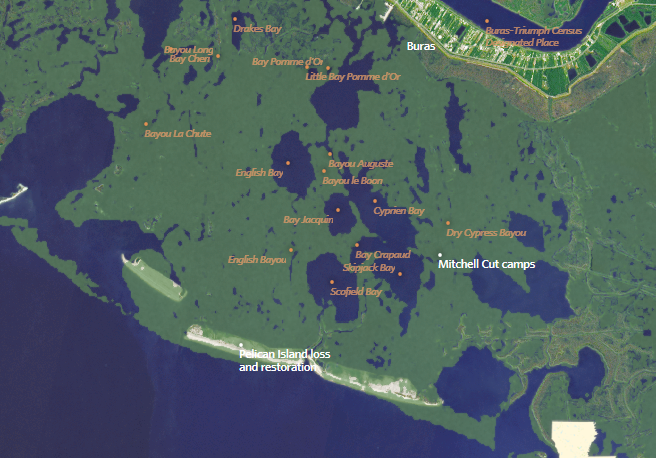 Drakes Bay
Buras-Triumph Census
Designated Place
Buras
Bayou Long
Bay Cheri
Bay Pomme d'Or
Little Bay Pomme d'Or
Bayou La Chute
Bayou Auguste
English Bay
Bayou le Boon
Cyprien Bay
Bay Jacquin
Dry Cypress Bayou
Bay Crapaud
English Bayou
Skipjack Bay
Mitchell Cut camps
Scofield Bay
Pelican Island loss
and restoration